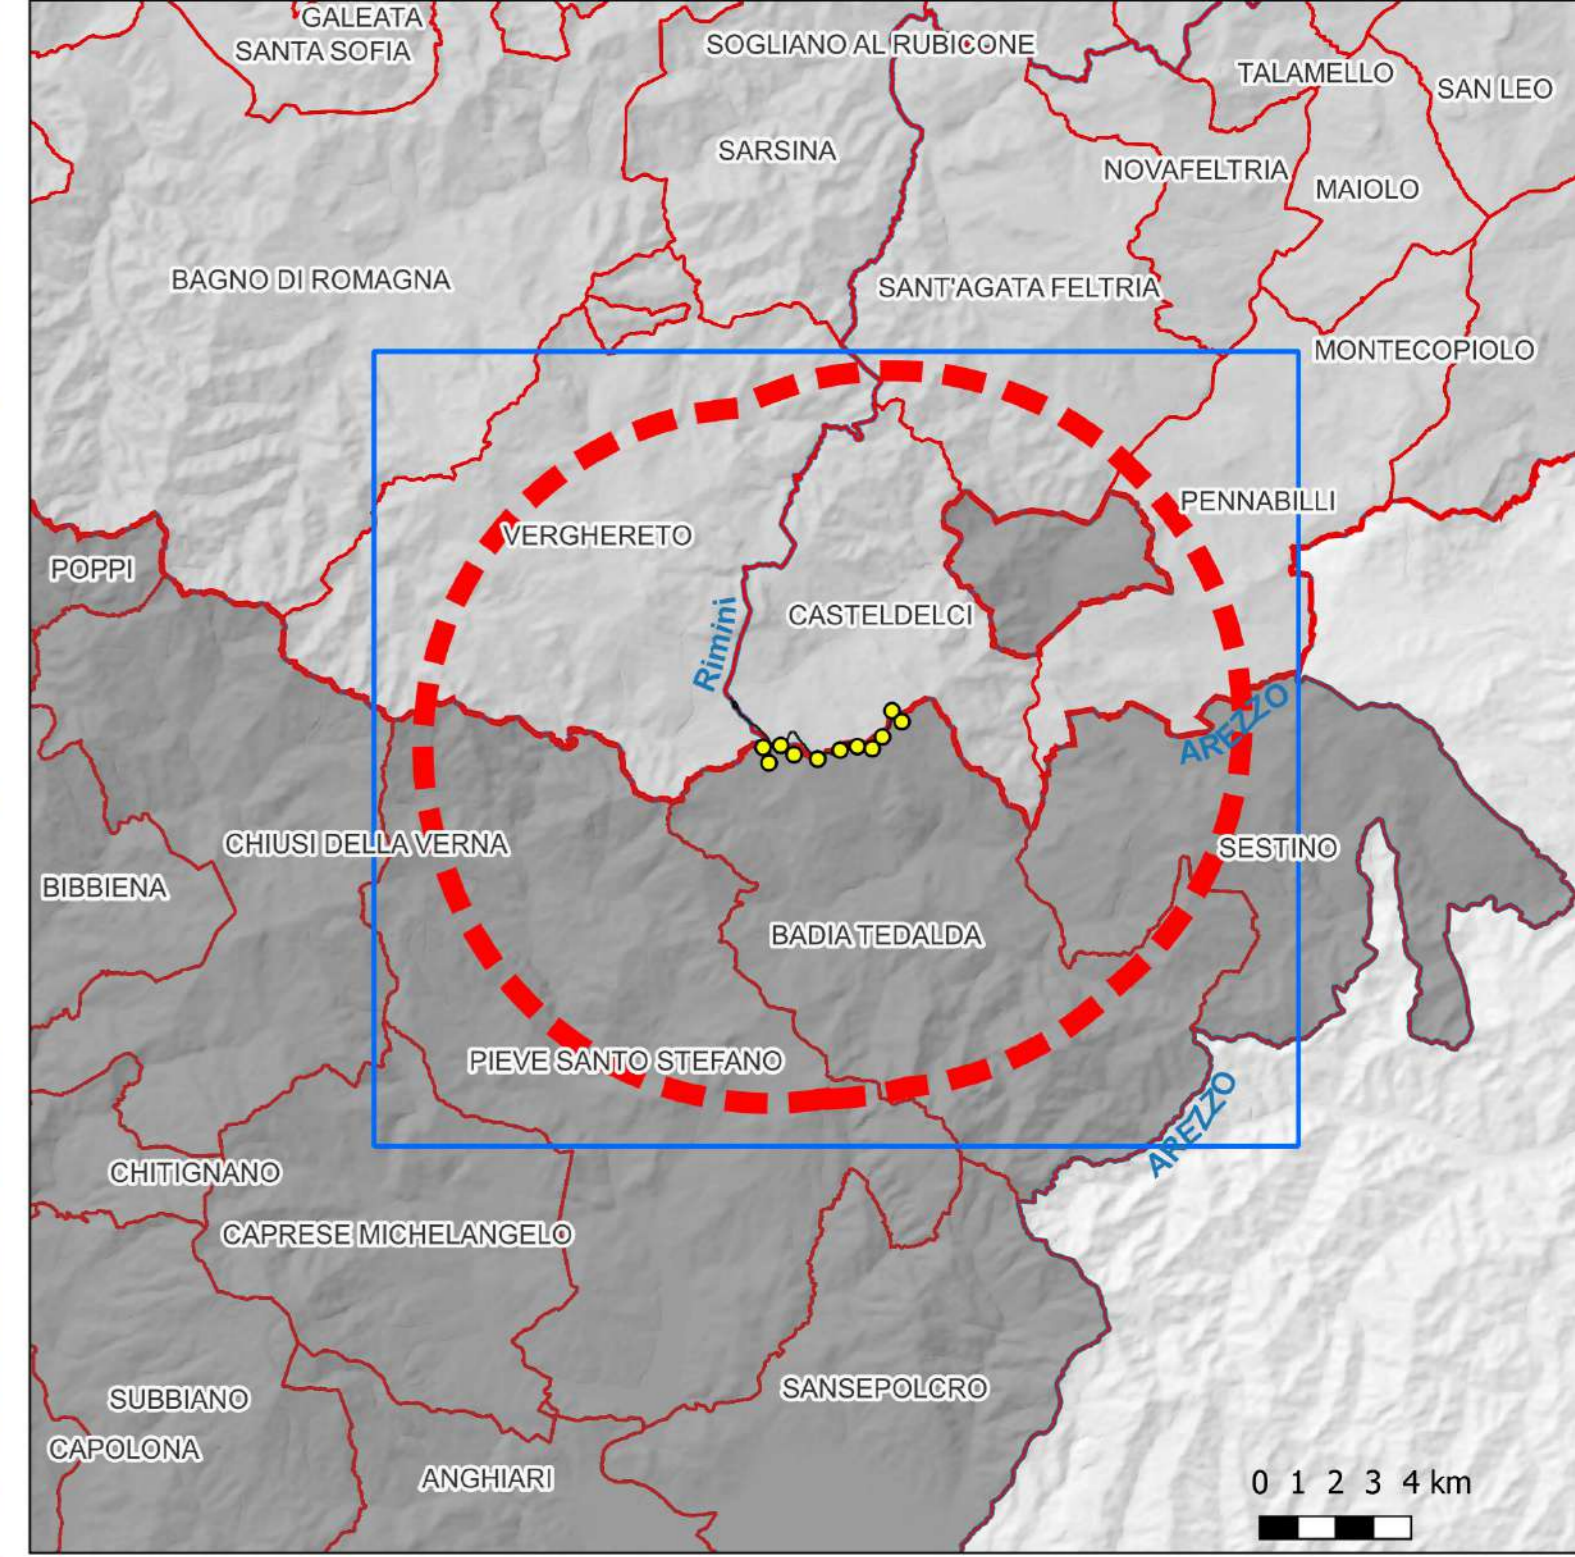 GALEATA
SANTA SOFIA
SOGLIANO AL RUBICONE
TALAMELLO
SAN LEO
SARSINA
NOVAFELTRIA
MAIOLO
BAGNO DI ROMAGNA
SANT'AGATA FELTRIA
MONTECOPIOLO
PENNABILLI
VERGHERETO
POPPI
CASTELDELCI
Rimini
AREZZO
CHIUSI DELLA VERNA
SESTINO
BIBBIENA
BADIA TEDALDA
PIEVE SANTO STEFANO
AREZZO
CHITIGNANO
CAPRESE MICHELANGELO
SANSEPOLCRO
SUBBIANO
CAPOLONA
ANGHIARI
0 1 2 3 4 km